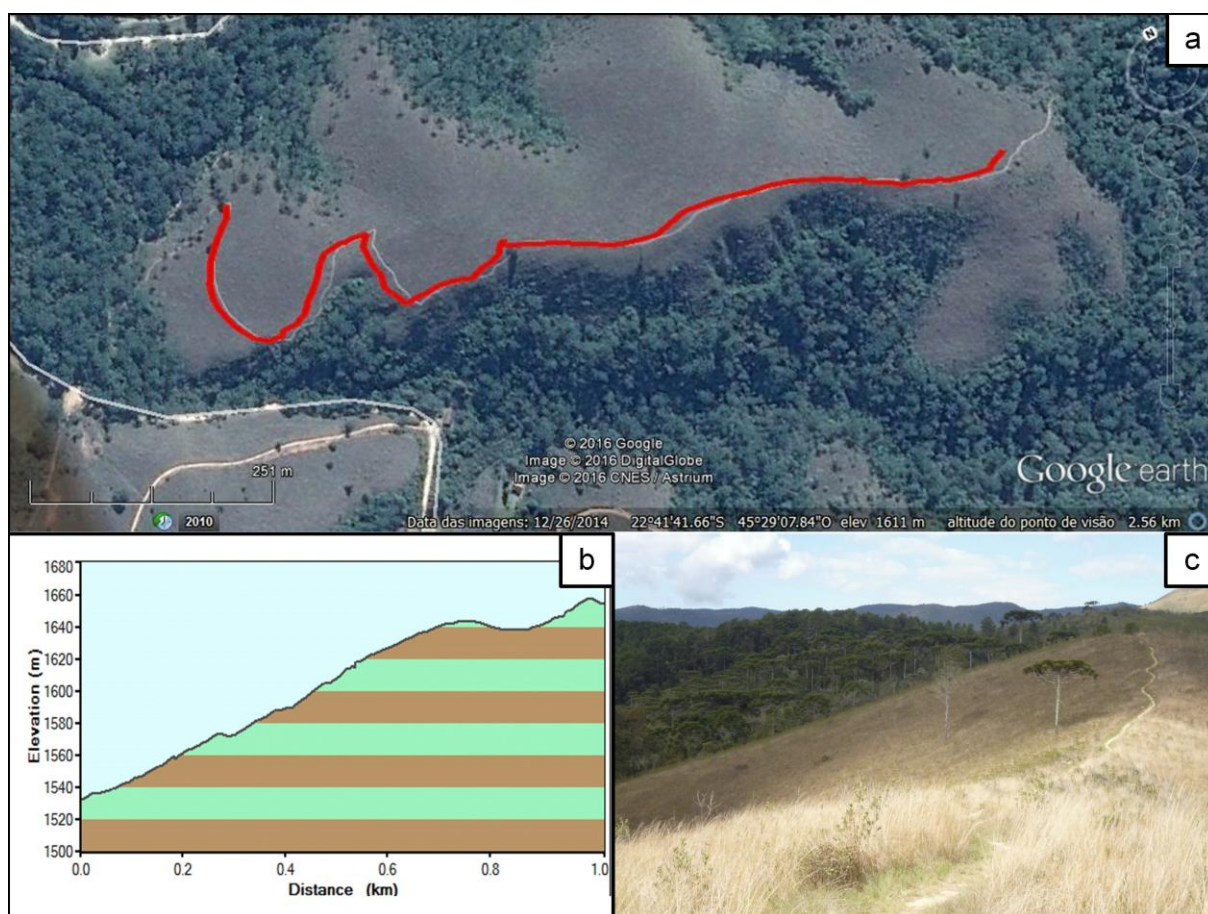 a
N
251 m
© 2016 Google
Image © 2016 DigitalGlobe
Image © 2016 CNES / Astrium
Google earth
2010
Data das imagens: 12/26/2014 22°41'41.66"S 45°29'07.84"O elev 1611 m altitude do ponto de visão 2.56 km
b
1680
1660
1640
1620
1600
1580
1560
1540
1520
1500
Elevation (m)
0.0 0.2 0.4 0.6 0.8 1.0
Distance (km)
c